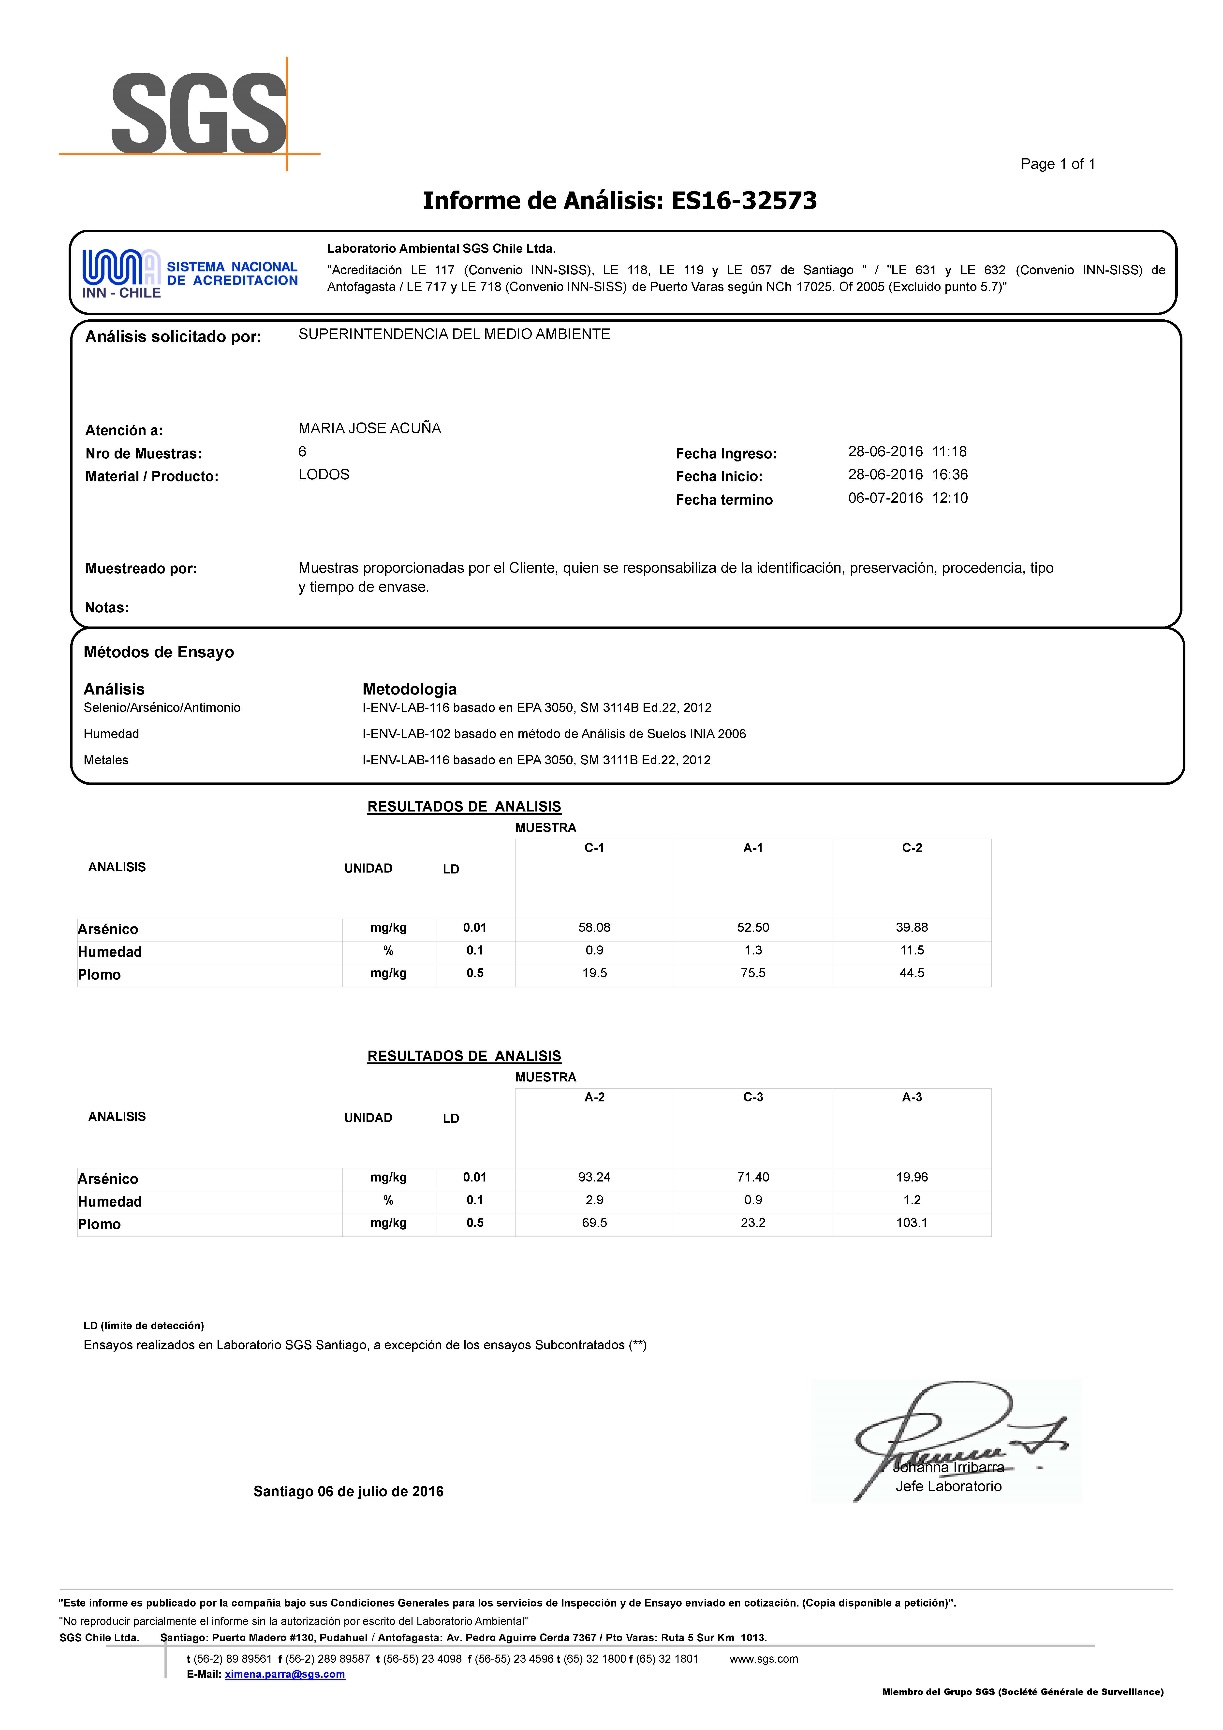 SGS
Page 1 of 1
Informe de Análisis: ES16-32573
INN - CHILE
SISTEMA NACIONAL
DE ACREDITACION
Laboratorio Ambiental SGS Chile Ltda.
"Acreditación LE 117 (Convenio INN-SISS), LE 118, LE 119 y LE 057 de Santiago " / "LE 631 y LE 632 (Convenio INN-SISS) de
Antofagasta / LE 717 y LE 718 (Convenio INN-SISS) de Puerto Varas según NCh 17025. Of 2005 (Excluido punto 5.7)"
Análisis solicitado por: SUPERINTENDENCIA DEL MEDIO AMBIENTE
Atención a: MARIA JOSE ACUÑA
Nro de Muestras: 6 Fecha Ingreso: 28-06-2016 11:18
Material / Producto: LODOS Fecha Inicio: 28-06-2016 16:36
Fecha termino 06-07-2016 12:10
Muestreado por: Muestras proporcionadas por el Cliente, quien se responsabiliza de la identificación, preservación, procedencia, tipo
y tiempo de envase.
Notas:
Métodos de Ensayo
Análisis Metodologia
Selenio/Arsénico/Antimonio I-ENV-LAB-116 basado en EPA 3050, SM 3114B Ed.22, 2012
Humedad I-ENV-LAB-102 basado en método de Análisis de Suelos INIA 2006
Metales I-ENV-LAB-116 basado en EPA 3050, SM 3111B Ed.22, 2012
RESULTADOS DE ANALISIS
MUESTRA
C-1 A-1 C-2
ANALISIS UNIDAD LD
Arsénico mg/kg 0.01 58.08 52.50 39.88
Humedad % 0.1 0.9 1.3 11.5
Plomo mg/kg 0.5 19.5 75.5 44.5
RESULTADOS DE ANALISIS
MUESTRA
A-2 C-3 A-3
ANALISIS UNIDAD LD
Arsénico mg/kg 0.01 93.24 71.40 19.96
Humedad % 0.1 2.9 0.9 1.2
Plomo mg/kg 0.5 69.5 23.2 103.1
LD (límite de detección)
Ensayos realizados en Laboratorio SGS Santiago, a excepción de los ensayos Subcontratados (**)
Johanna Irribarra
Jefe Laboratorio
Santiago 06 de julio de 2016
"Este informe es publicado por la compañia bajo sus Condiciones Generales para los servicios de Inspección y de Ensayo enviado en cotización. (Copia disponible a petición)".
"No reproducir parcialmente el informe sin la autorización por escrito del Laboratorio Ambiental"
SGS Chile Ltda. Santiago: Puerto Madero #130, Pudahuel / Antofagasta: Av. Pedro Aguirre Cerda 7367 / Pto Varas: Ruta 5 Sur Km 1013.
t (56-2) 89 89561 f (56-2) 289 89587 t (56-55) 23 4098 f (56-55) 23 4596 t (65) 32 1800 f (65) 32 1801 www.sgs.com
E-Mail: ximena.parra@sgs.com
Miembro del Grupo SGS (Société Générale de Surveillance)